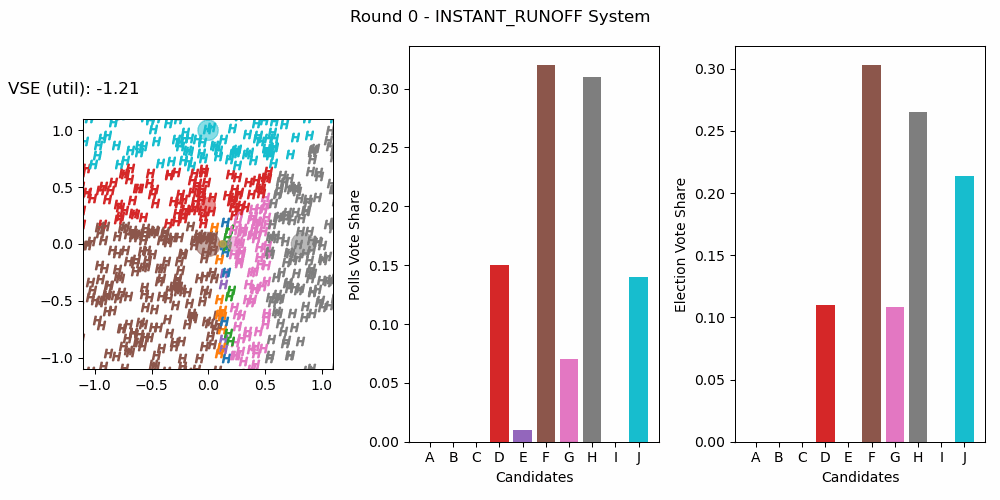 Round 0 - INSTANT_RUNOFF System
VSE (util): -1.21
1.0
0.5
0.0
−0.5
−1.0
−1.0 −0.5 0.0 0.5 1.0
Polls Vote Share
0.30
0.25
0.20
0.15
0.10
0.05
0.00
A B C D E F G H I J
Candidates
Election Vote Share
0.30
0.25
0.20
0.15
0.10
0.05
0.00
A B C D E F G H I J
Candidates